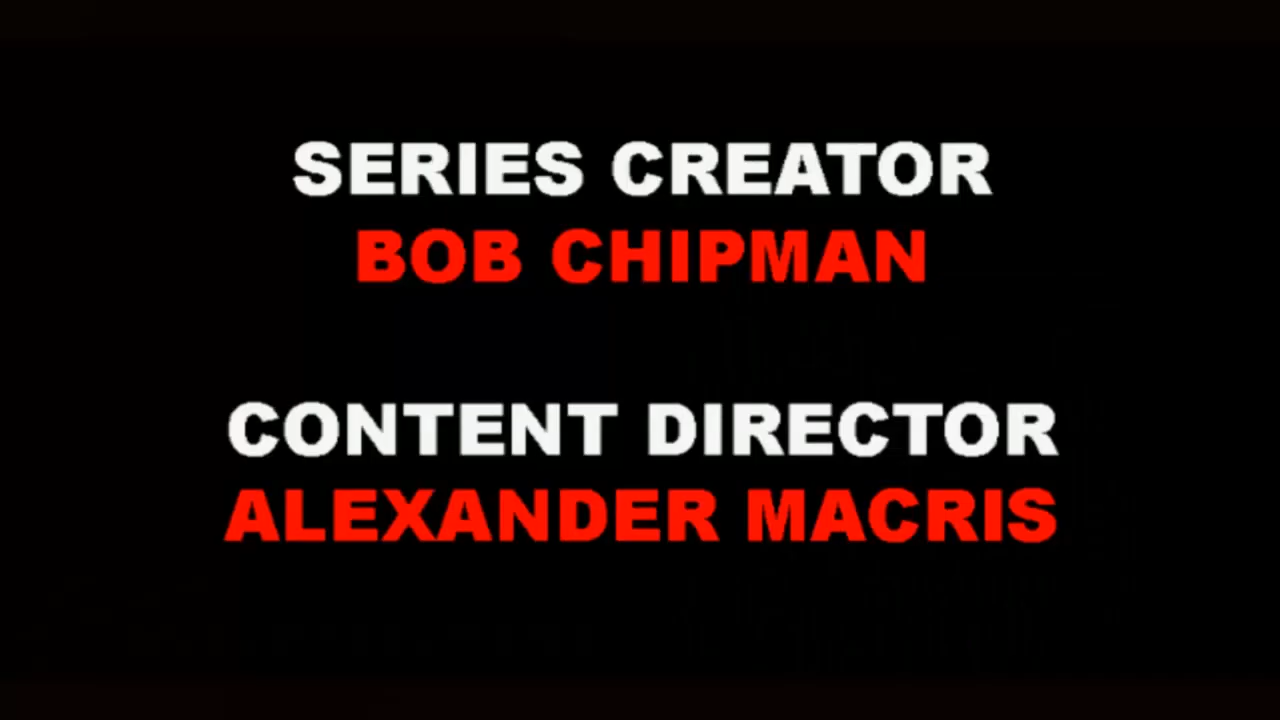 SERIES CREATOR
BOB CHIPMAN
CONTENT DIRECTOR
ALEXANDER MACRIS